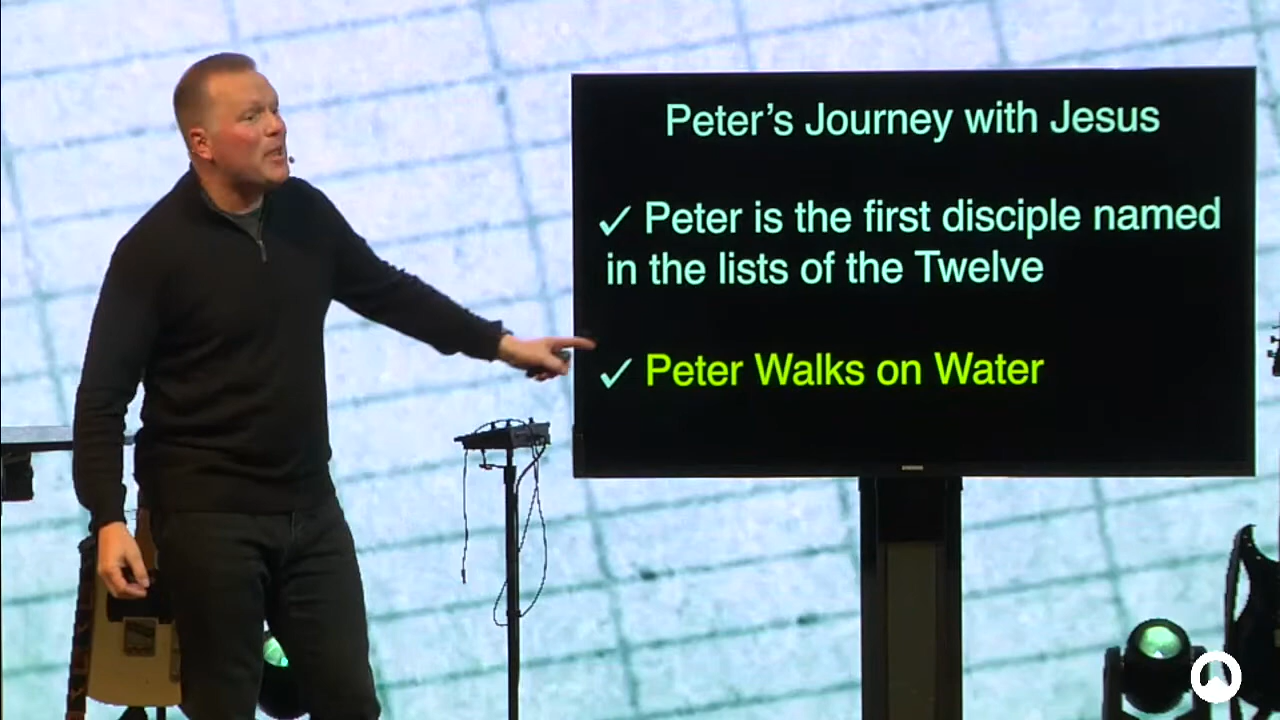 Peter’s Journey with Jesus
✓ Peter is the first disciple named
in the lists of the Twelve
✓ Peter Walks on Water